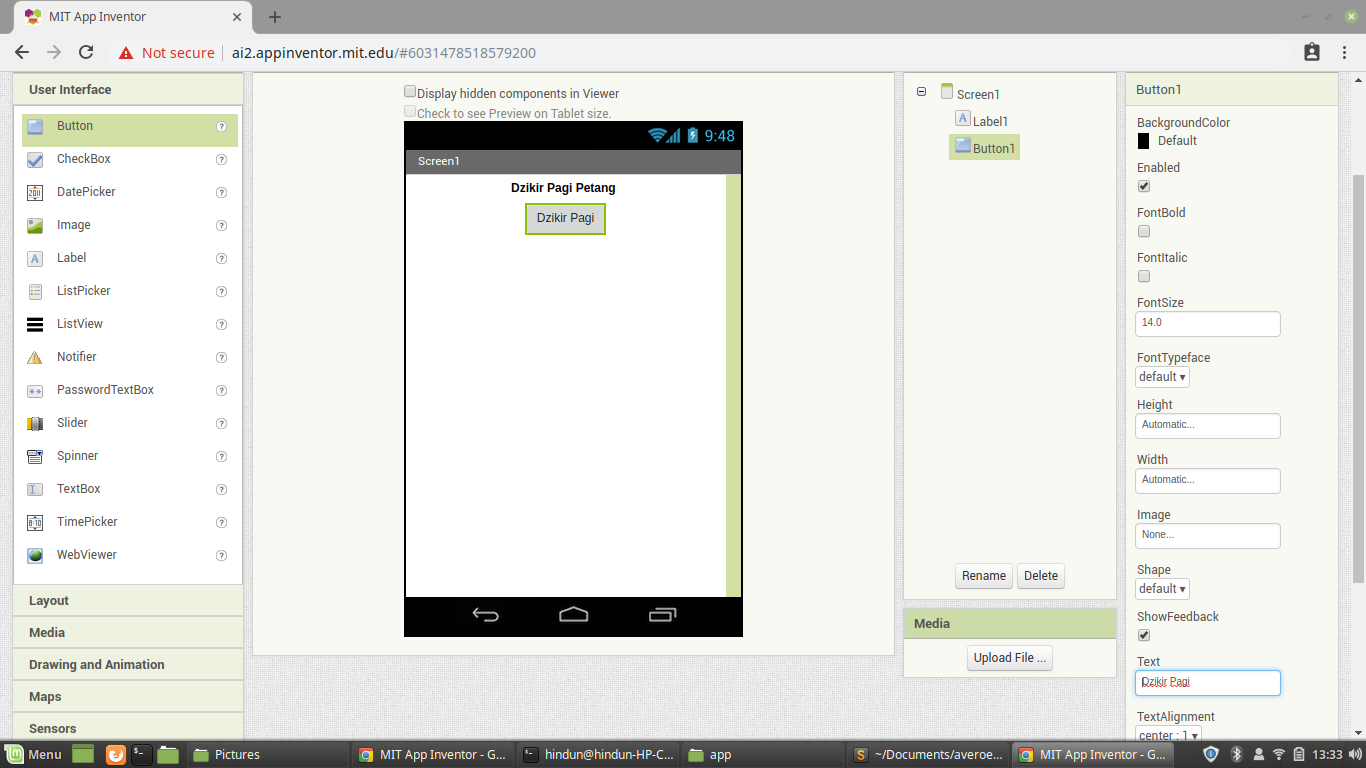 MIT App Inventor
Not secure
ai2.appinventor.mit.edu/#6031478518579200
User Interface
Button ?
CheckBox ?
DatePicker ?
Image ?
Label ?
ListPicker ?
ListView ?
Notifier ?
PasswordTextBox ?
Slider ?
Spinner ?
TextBox ?
TimePicker ?
WebViewer ?
Layout
Media
Drawing and Animation
Maps
Sensors
Display hidden components in Viewer
Check to see Preview on Tablet size.
9:48
Screen1
Dzikir Pagi Petang
Dzikir Pagi
Screen1
A Label1
Button1
Rename Delete
Media
Upload File ...
Button1
BackgroundColor
Default
Enabled
FontBold
FontItalic
FontSize
14.0
FontTypeface
default
Height
Automatic...
Width
Automatic...
Image
None...
Shape
default
ShowFeedback
Text
Dzikir Pagi
TextAlignment
center : 1
Menu
Pictures
MIT App Inventor - G...
hindun@hindun-HP-C...
app
~/Documents/averoe...
MIT App Inventor - G...
13:33